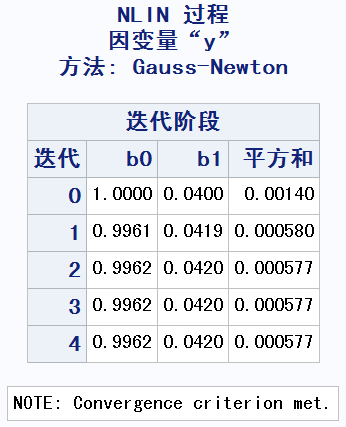 NLIN 过程
因变量“y”
方法: Gauss-Newton
迭代阶段
迭代 b0 b1 平方和
0 1.0000 0.0400 0.00140
1 0.9961 0.0419 0.000580
2 0.9962 0.0420 0.000577
3 0.9962 0.0420 0.000577
4 0.9962 0.0420 0.000577
NOTE: Convergence criterion met.